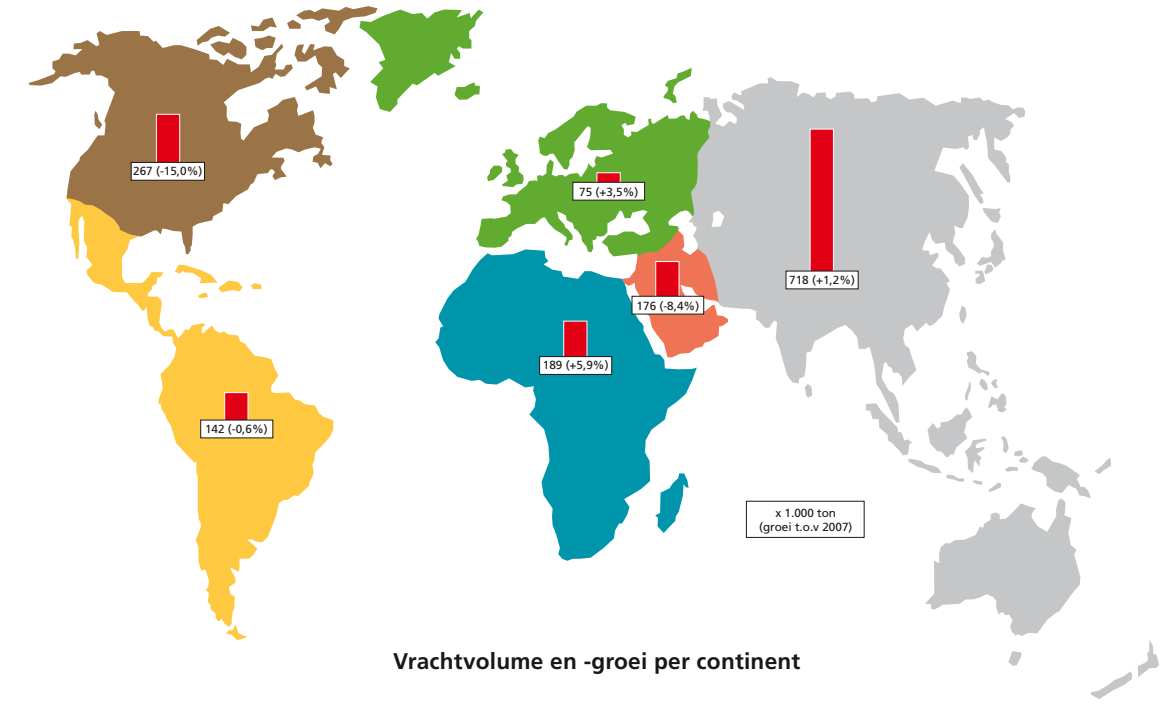 267 (-15,0%)
75 (+3,5%)
718 (+1,2%)
176 (-8,4%)
189 (+5,9%)
142 (-0,6%)
x 1.000 ton
(groei t.o.v 2007)
Vrachtvolume en -groei per continent